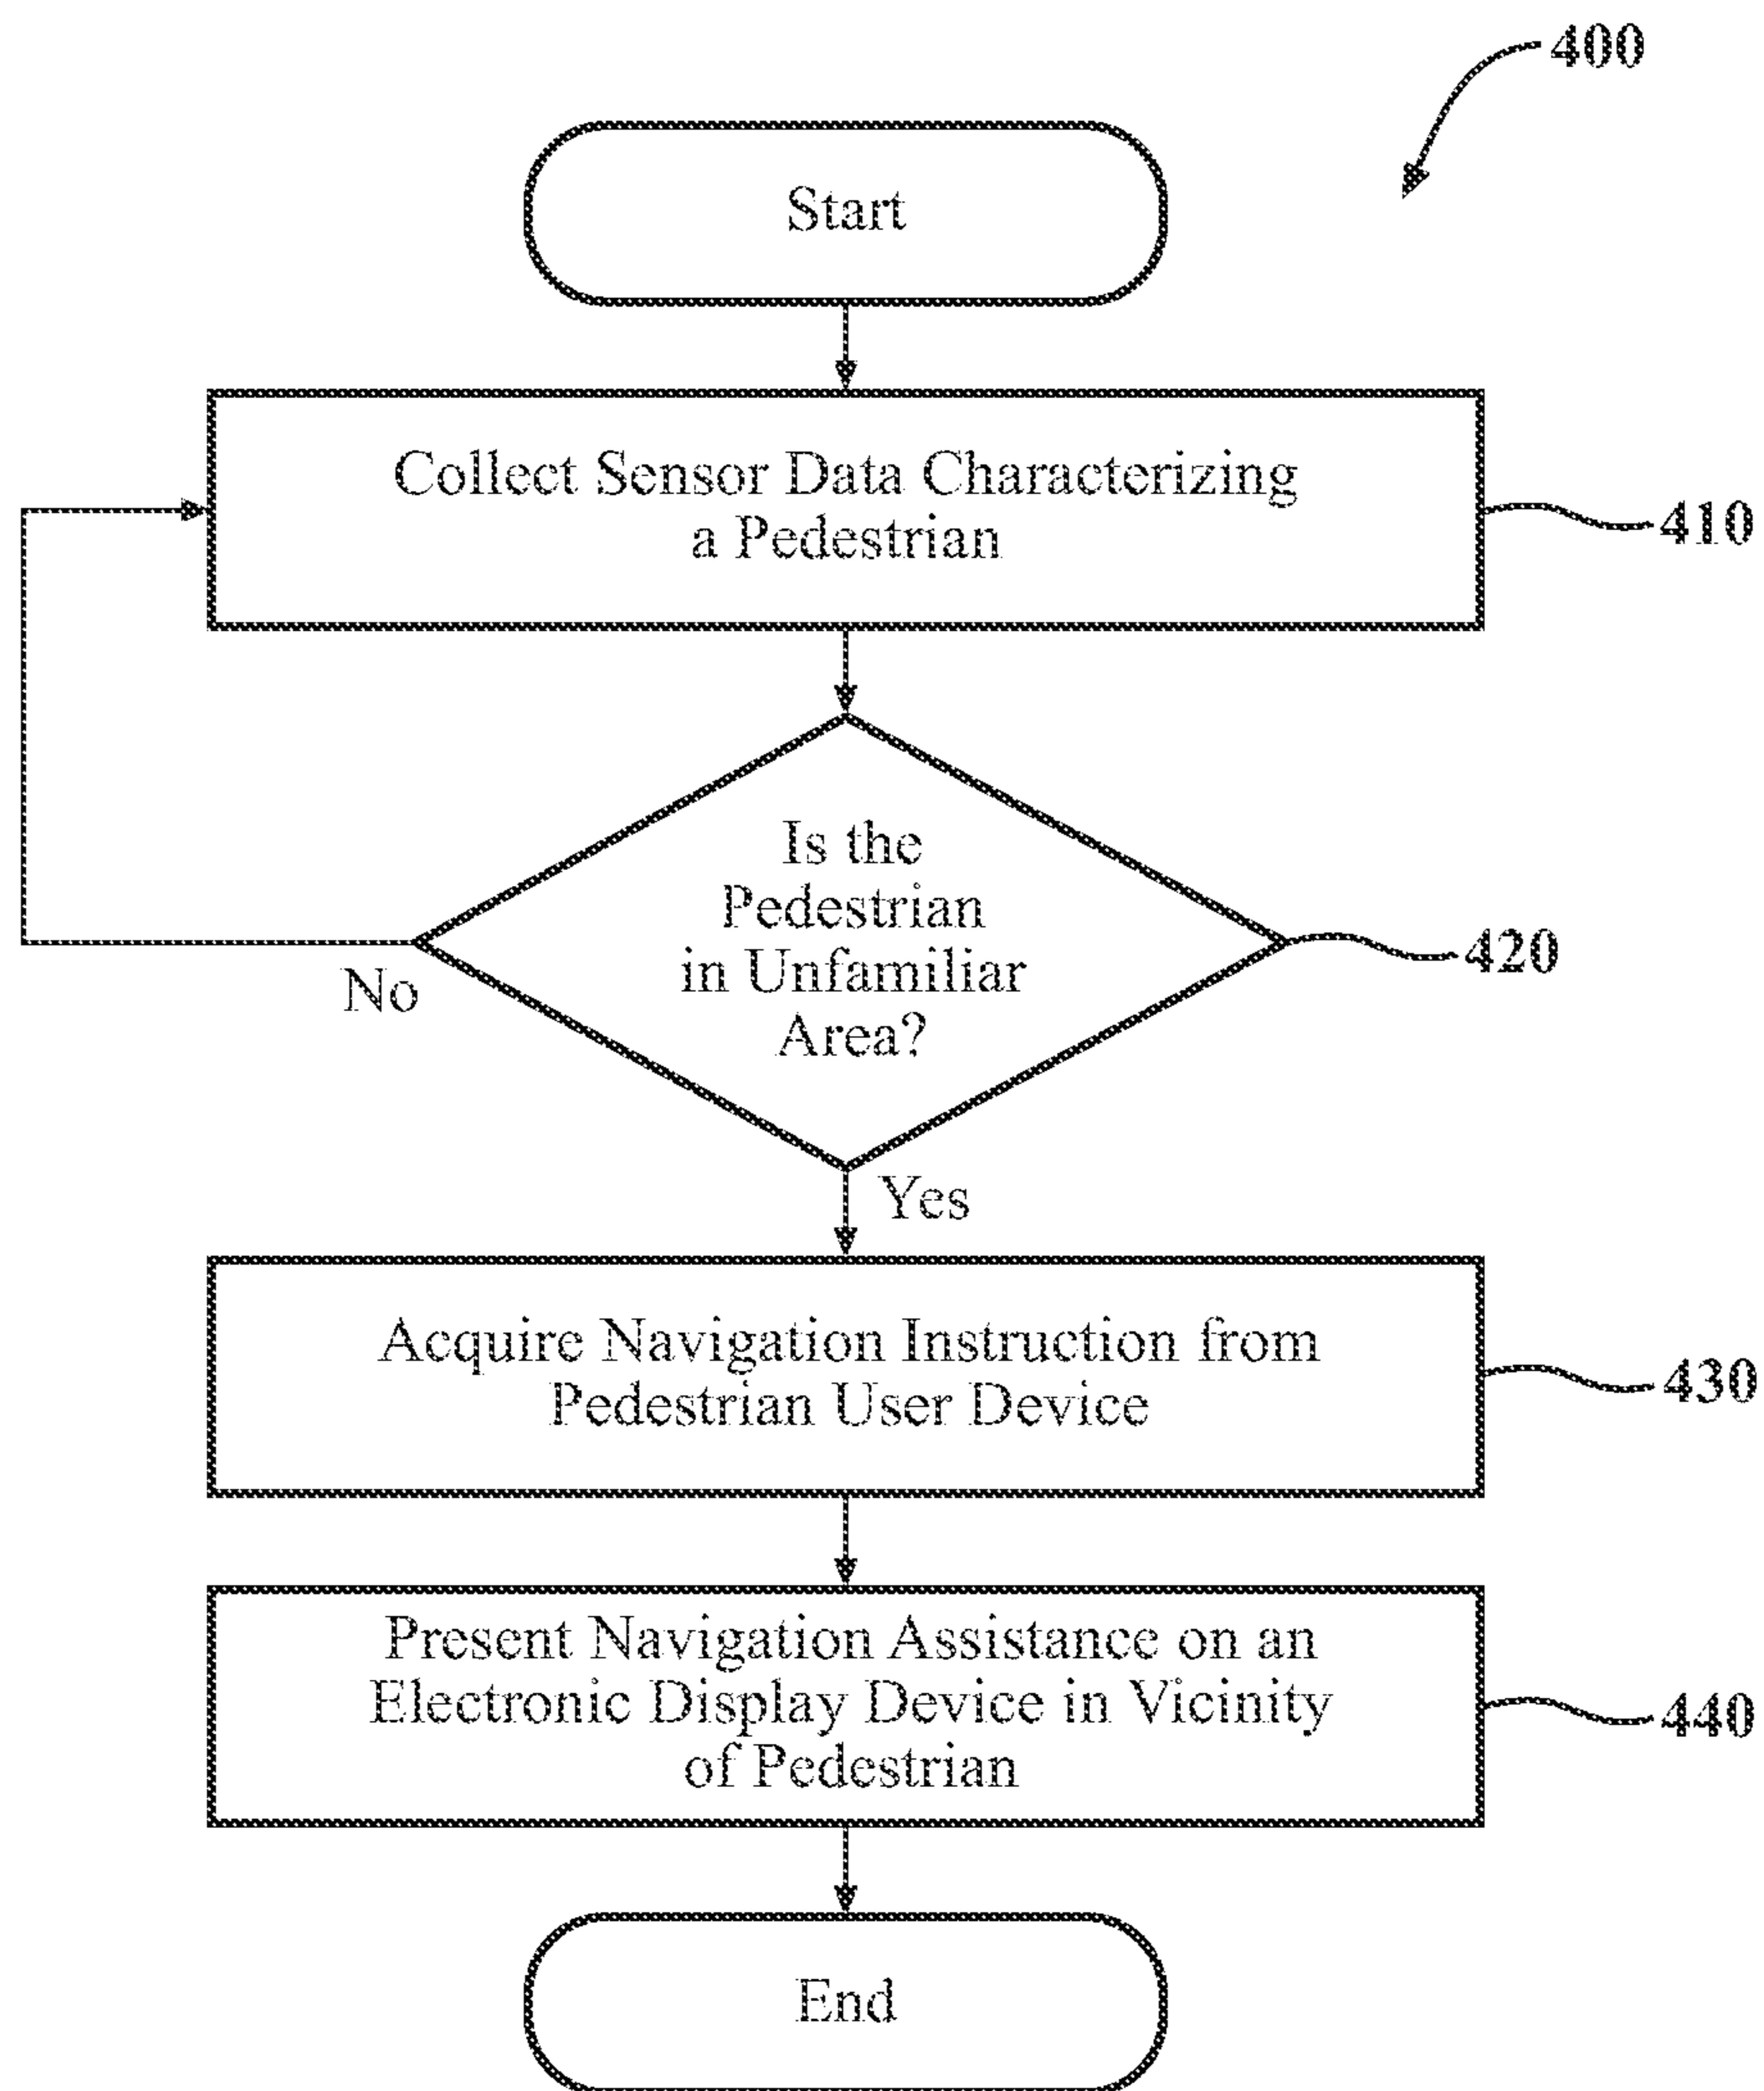 400
Start
Collect Sensor Data Characterizing
a Pedestrian
410
Is the
Pedestrian
in Unfamiliar
Area?
420
No
Yes
Acquire Navigation Instruction from
Pedestrian User Device
430
Present Navigation Assistance on an
Electronic Display Device in Vicinity
of Pedestrian
440
End